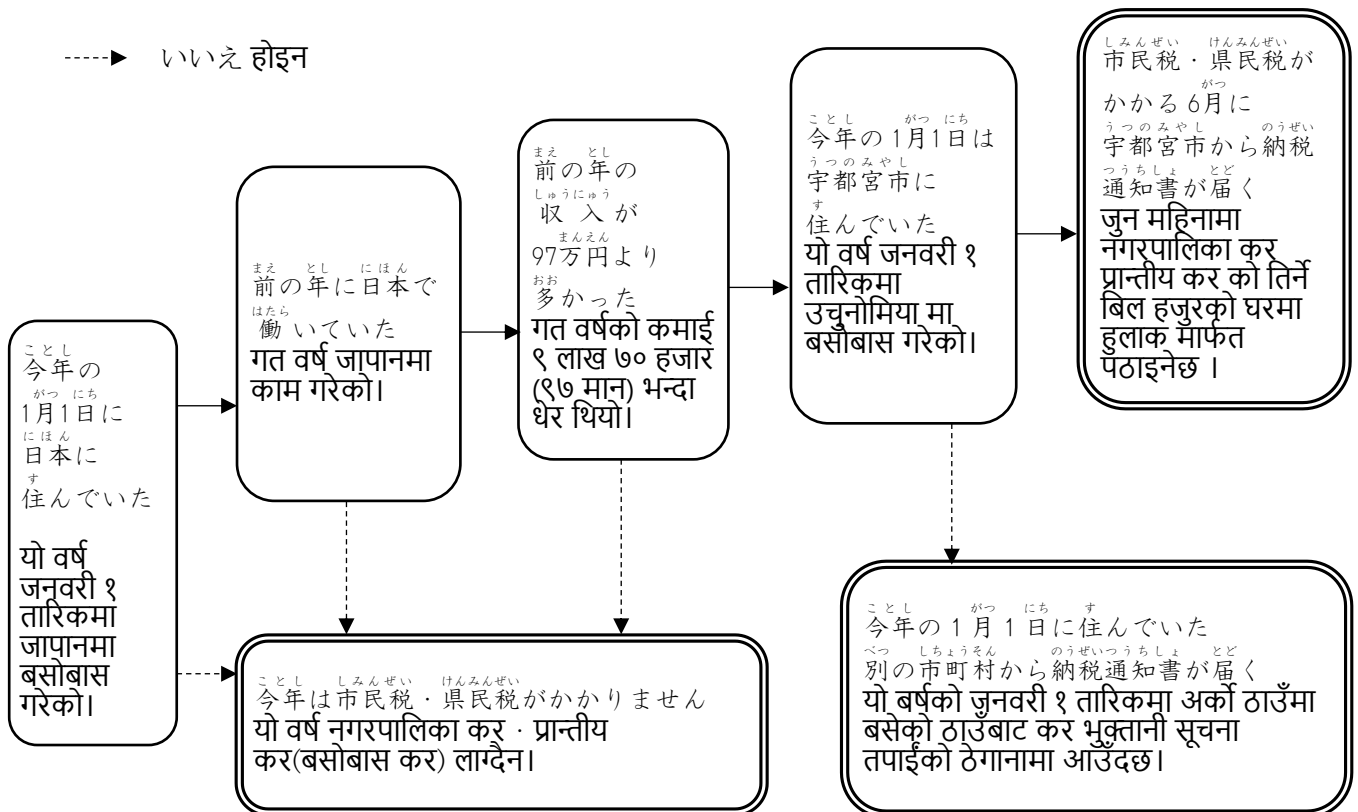 いいえ होइन
今年の
1月1日に
日本に
住んでいた
यो वर्ष
जनवरी १
तारिकमा
जापानमा
बसोबास
गरेको।
前の年に日本で
働いていた
गत वर्ष जापानमा
काम गरेको।
前の年の
収入が
97万円より
多かった
गत वर्षको कमाई
९ लाख ७० हजार
(९७ मान) भन्दा
धेर थियो।
今年の1月1日は
宇都宮市に
住んでいた
यो वर्ष जनवरी १
तारिकमा
उचुनोमिया मा
बसोबास गरेको।
市民税・県民税が
かかる6月に
宇都宮市から納税
通知書が届く
जुन महिनामा
नगरपालिका कर
प्रान्तीय कर को तिर्ने
बिल हजुरको घरमा
हुलाक मार्फत
पठाइनेछ ।
今年は市民税・県民税がかかりません
यो वर्ष नगरपालिका कर · प्रान्तीय
कर(बसोबास कर) लाग्दैन।
今年の1月1日に住んでいた
別の市町村から納税通知書が届く
यो बर्षको जनवरी १ तारिकमा अर्को ठाउँमा
बसेको ठाउँबाट कर भुक्तानी सूचना
तपाईंको ठेगानामा आउँदछ।